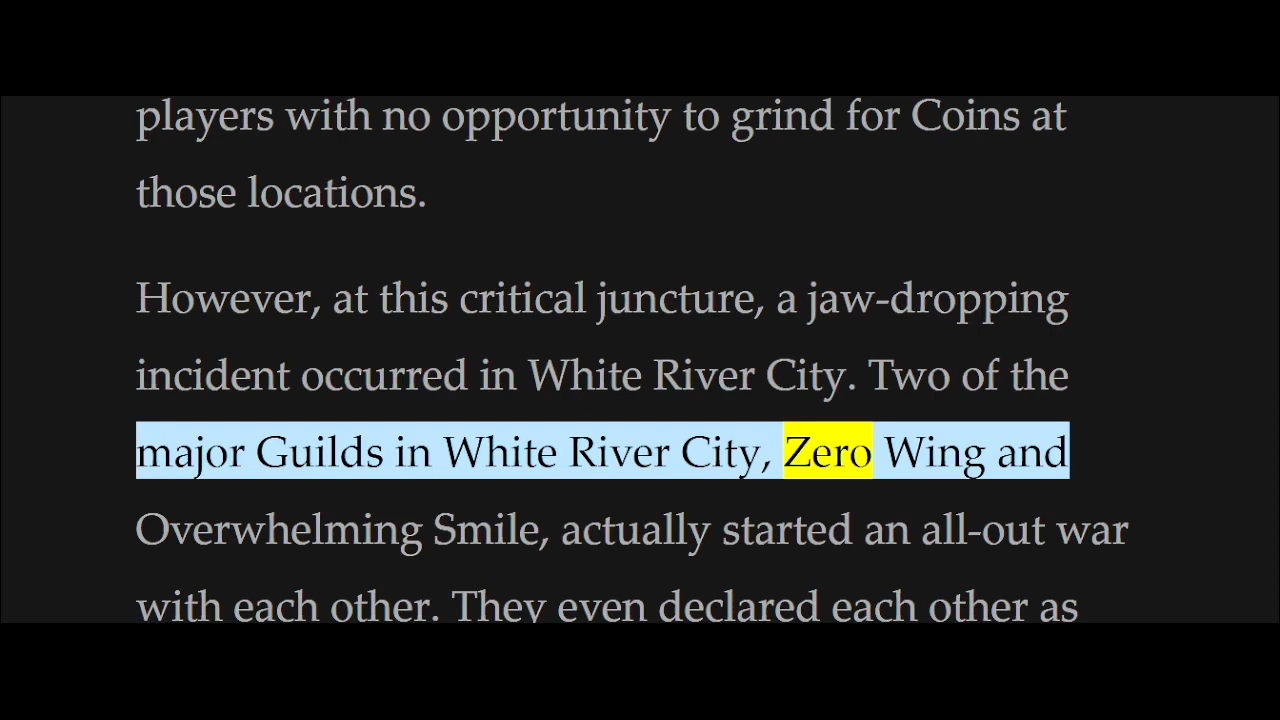 players with no opportunity to grind for Coins at
those locations.
However, at this critical juncture, a jaw-dropping
incident occurred in White River City. Two of the
major Guilds in White River City, Zero Wing and
Overwhelming Smile, actually started an all-out war
with each other. They even declared each other as